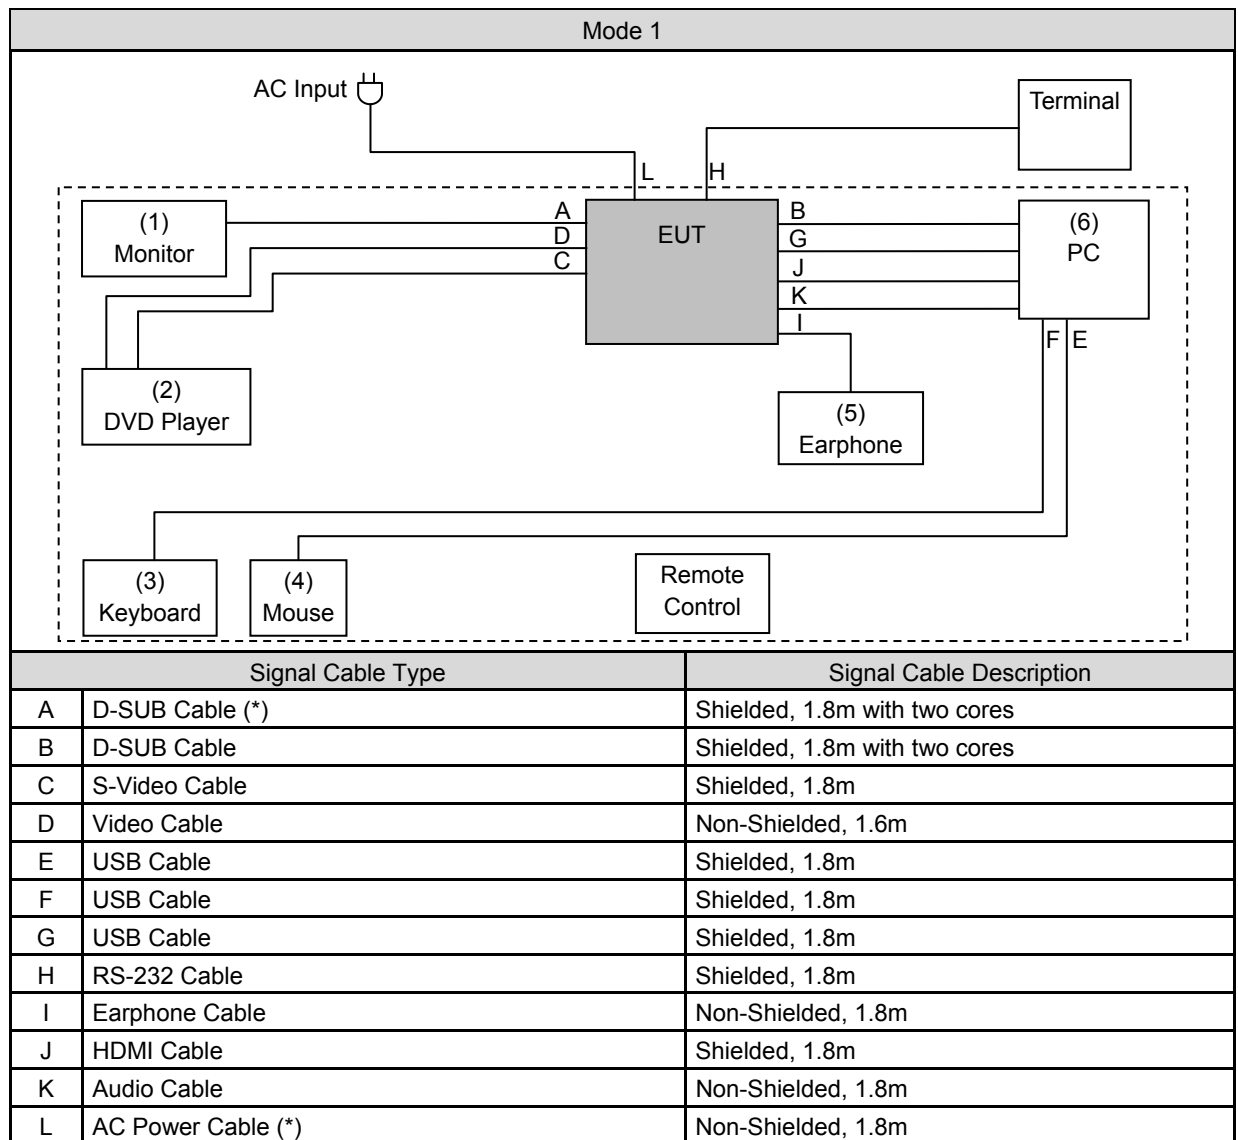 Mode 1
AC Input
Terminal
L
H
(1)
Monitor
A
D
C
EUT
B
G
J
K
I
(6)
PC
F E
(2)
DVD Player
(5)
Earphone
(3)
Keyboard
(4)
Mouse
Remote
Control
Signal Cable Type Signal Cable Description
A D-SUB Cable (*) Shielded, 1.8m with two cores
B D-SUB Cable Shielded, 1.8m with two cores
C S-Video Cable Shielded, 1.8m
D Video Cable Non-Shielded, 1.6m
E USB Cable Shielded, 1.8m
F USB Cable Shielded, 1.8m
G USB Cable Shielded, 1.8m
H RS-232 Cable Shielded, 1.8m
I Earphone Cable Non-Shielded, 1.8m
J HDMI Cable Shielded, 1.8m
K Audio Cable Non-Shielded, 1.8m
L AC Power Cable (*) Non-Shielded, 1.8m